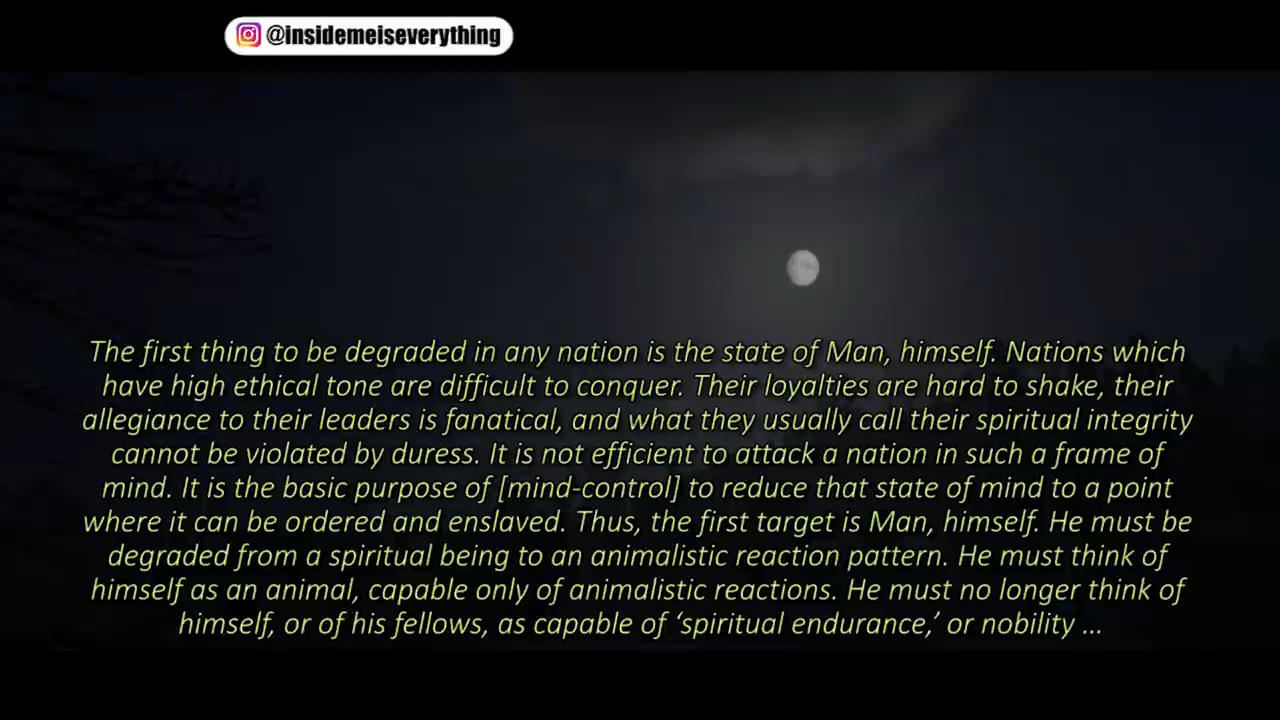 @insidemeiseverything
The first thing to be degraded in any nation is the state of Man, himself. Nations which
have high ethical tone are difficult to conquer. Their loyalties are hard to shake, their
allegiance to their leaders is fanatical, and what they usually call their spiritual integrity
cannot be violated by duress. It is not efficient to attack a nation in such a frame of
mind. It is the basic purpose of [mind-control] to reduce that state of mind to a point
where it can be ordered and enslaved. Thus, the first target is Man, himself. He must be
degraded from a spiritual being to an animalistic reaction pattern. He must think of
himself as an animal, capable only of animalistic reactions. He must no longer think of
himself, or of his fellows, as capable of ‘spiritual endurance,’ or nobility ...